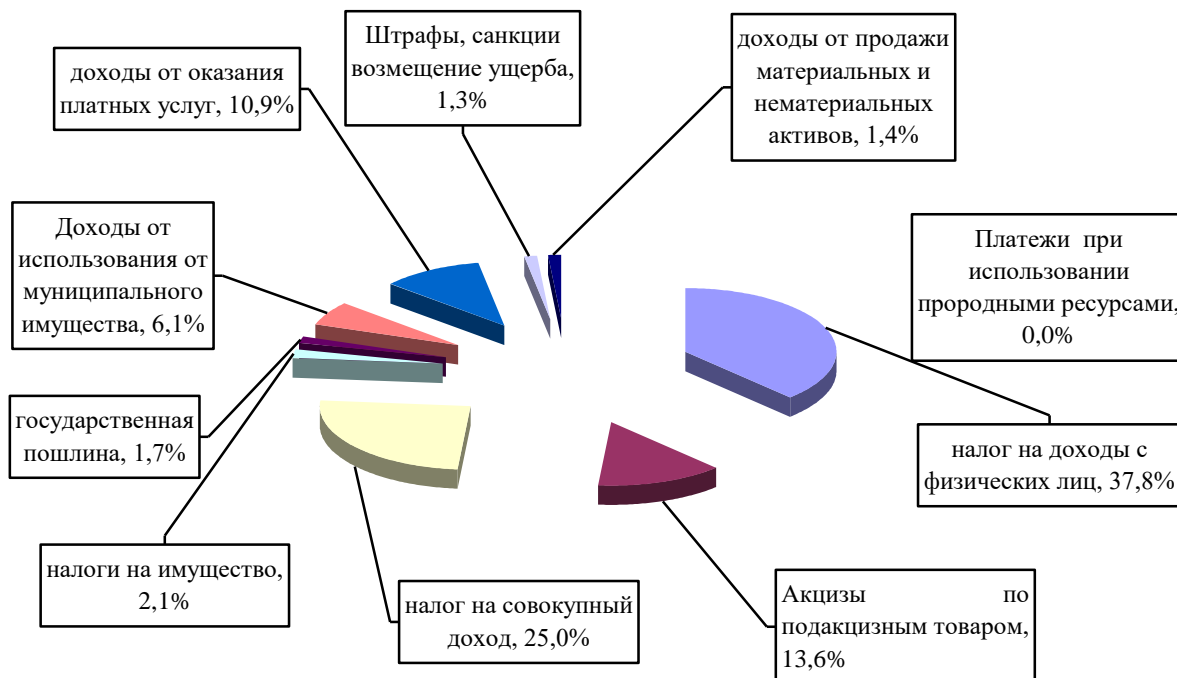 Штрафы, санкции
возмещение ущерба,
1,3%
доходы от продажи
материальных и
нематериальных
активов, 1,4%
доходы от оказания
платных услуг, 10,9%
Доходы от
использования от
муниципального
имущества, 6,1%
Платежи при
использовании
прородными ресурсами,
0,0%
государственная
пошлина, 1,7%
налог на доходы с
физических лиц, 37,8%
налоги на имущество,
2,1%
налог на совокупный
доход, 25,0%
Акцизы по
подакцизным товаром,
13,6%